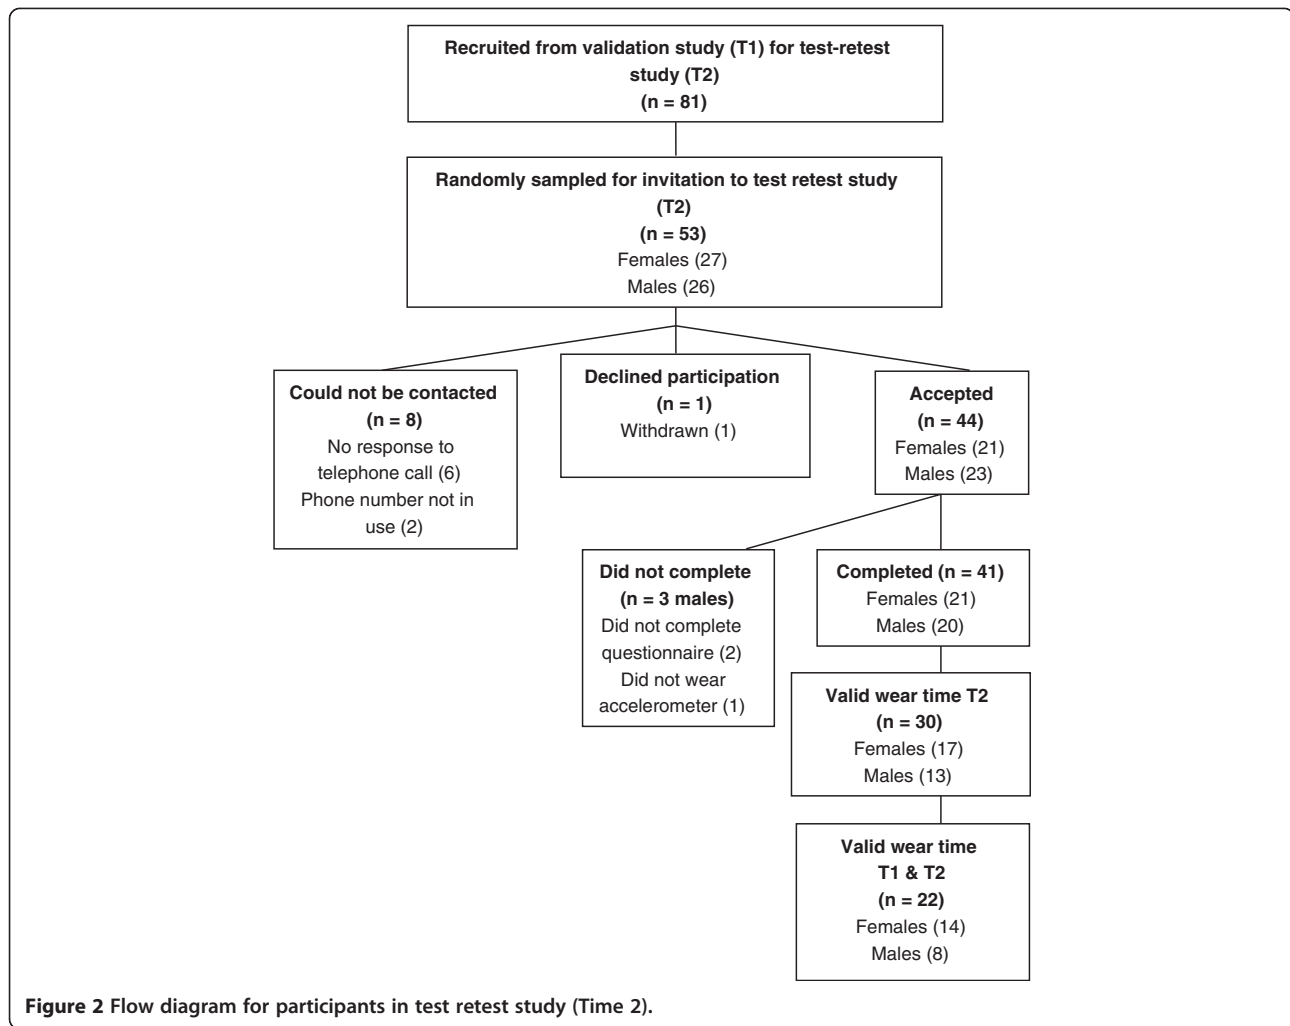 Recruited from validation study (T1) for test-retest
study (T2)
(n = 81)
Randomly sampled for invitation to test retest study
(T2)
(n = 53)
Females (27)
Males (26)
Could not be contacted
(n = 8)
No response to
telephone call (6)
Phone number not in
use (2)
Declined participation
(n = 1)
Withdrawn (1)
Accepted
(n = 44)
Females (21)
Males (23)
Did not complete
(n = 3 males)
Did not complete
questionnaire (2)
Did not wear
accelerometer (1)
Completed (n = 41)
Females (21)
Males (20)
Valid wear time T2
(n = 30)
Females (17)
Males (13)
Valid wear time
T1 & T2
(n = 22)
Females (14)
Males (8)
Figure 2 Flow diagram for participants in test retest study (Time 2).